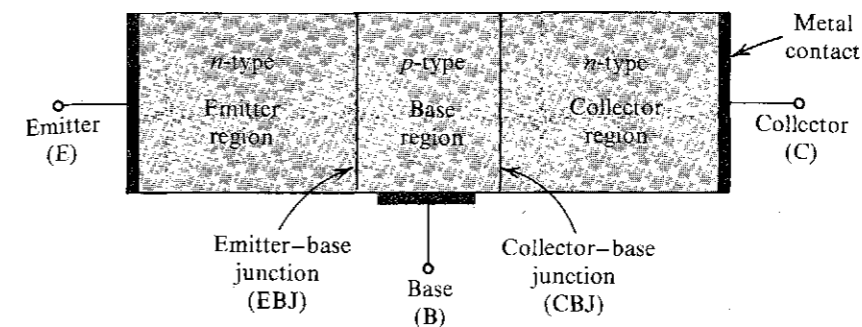 n-type
Emitter
region
p-type
Base
region
n-type
Collector
region
Metal
contact
Emitter
(E)
Collector
(C)
Emitter–base
junction
(EBJ)
Base
(B)
Collector–base
junction
(CBJ)